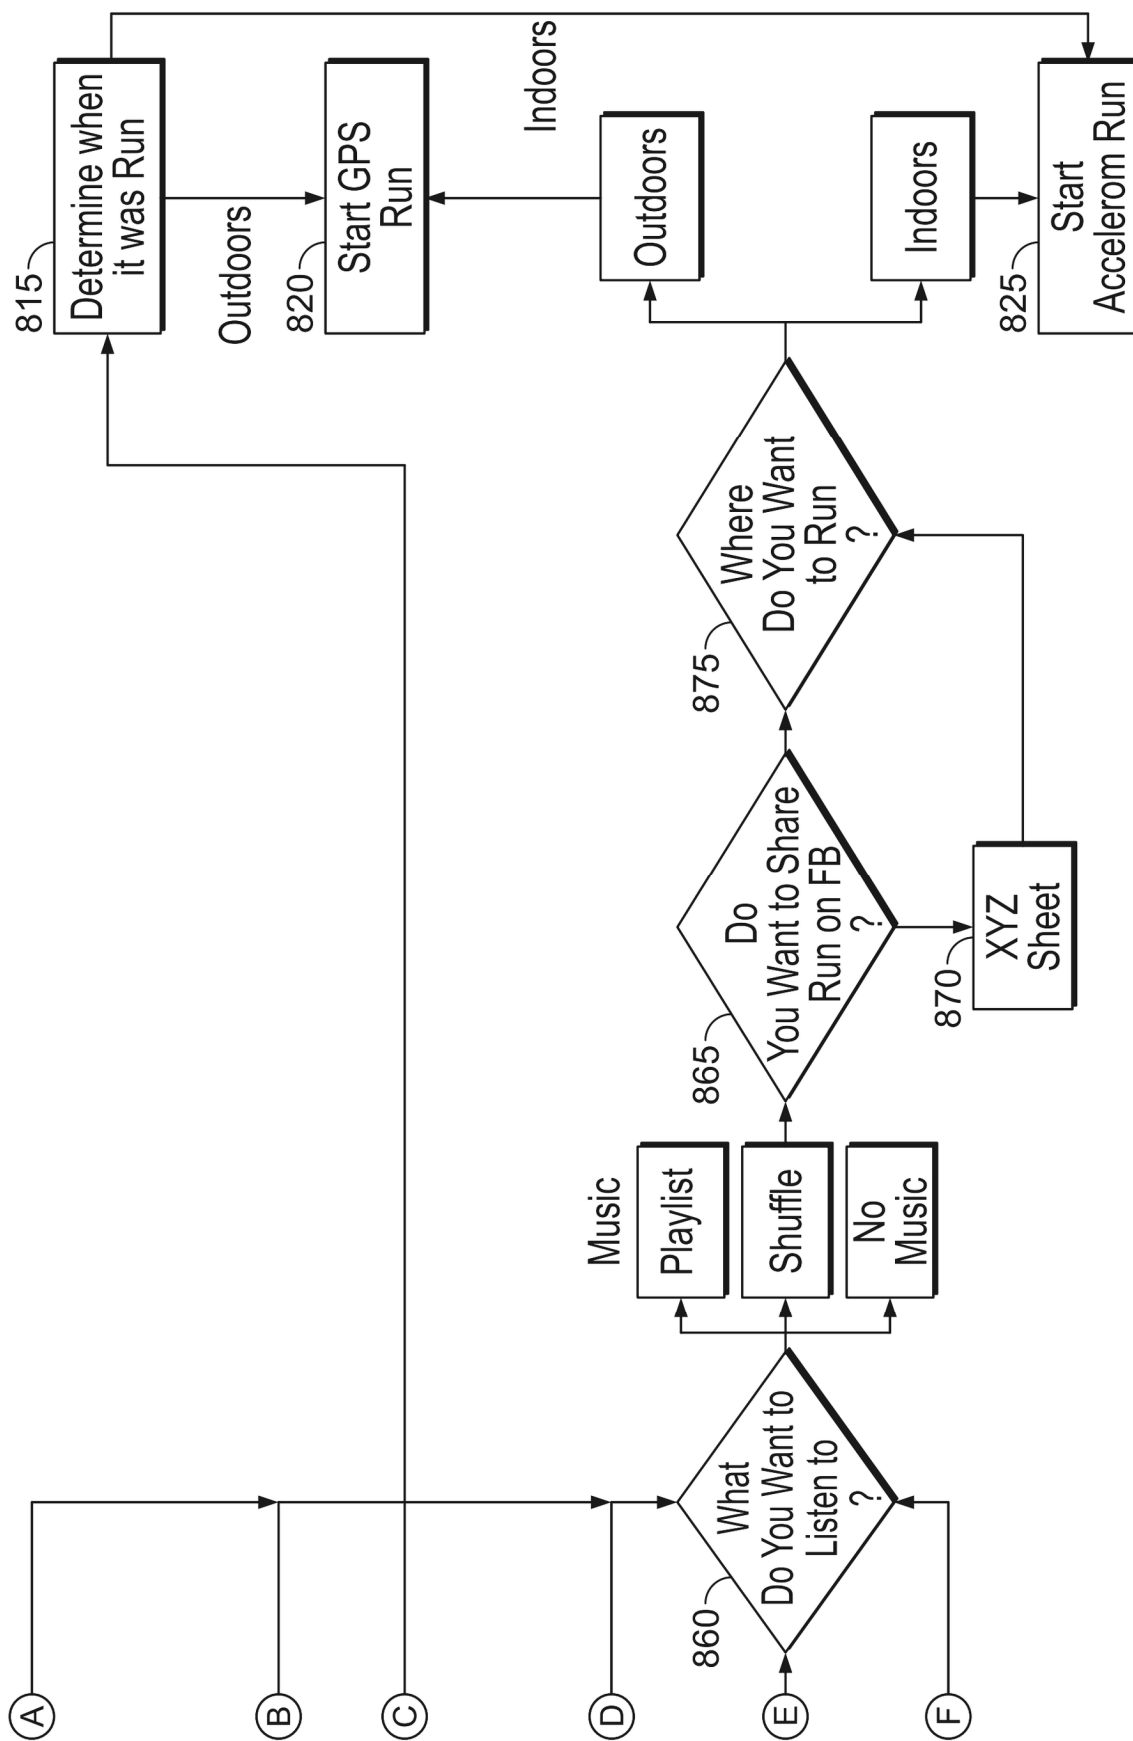 A
B
C
D
E
F
860
What
Do You Want to
Listen to
?
Music
Playlist
Shuffle
No
Music
865
Do
You Want to Share
Run on FB
?
870
XYZ
Sheet
875
Where
Do You Want
to Run
?
Outdoors
Indoors
815
Determine when
it was Run
Outdoors
820
Start GPS
Run
Indoors
825
Start
Accelerom Run